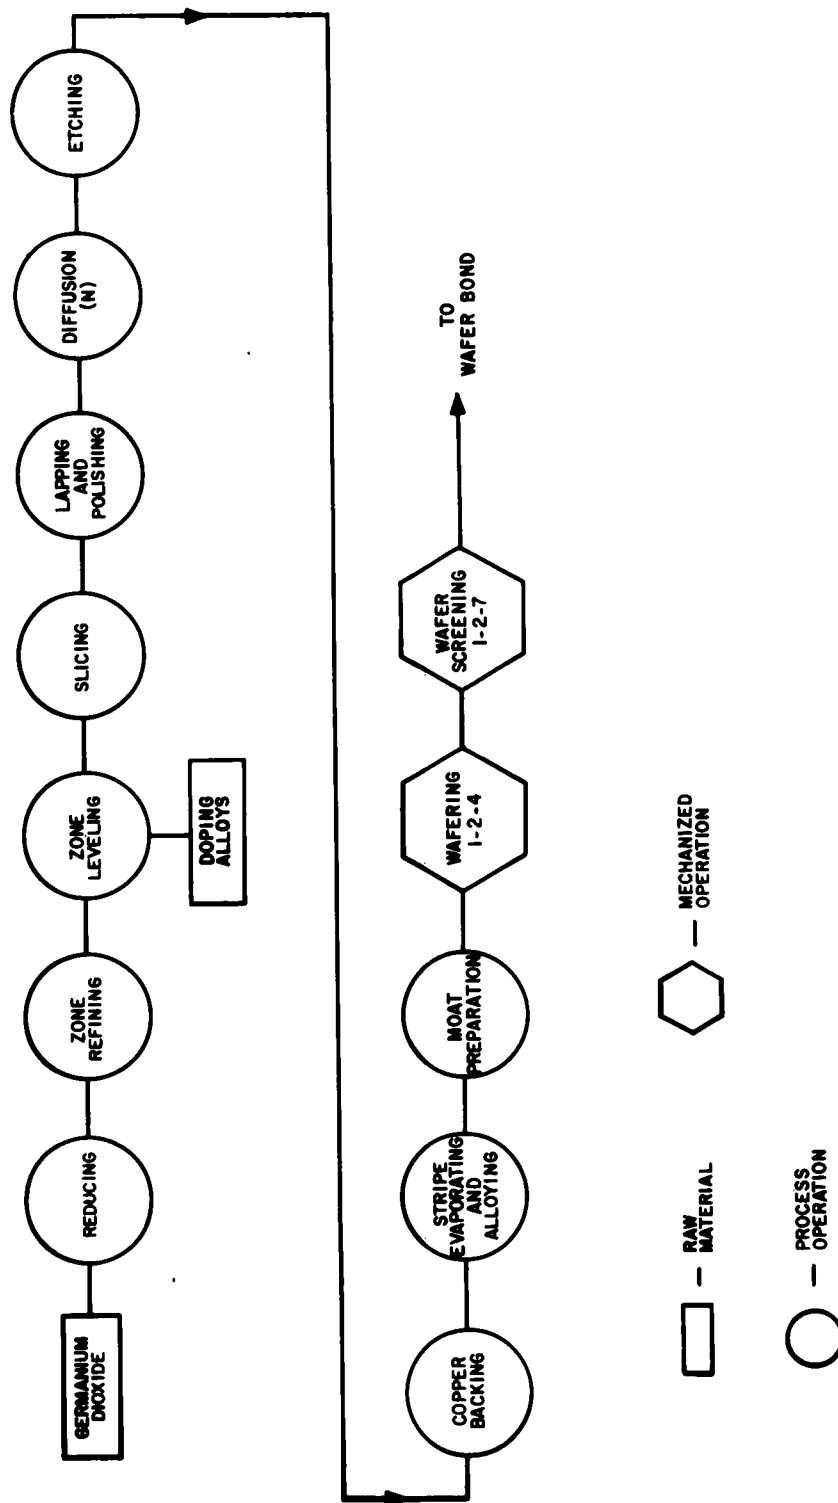 GERMANIUM
DIOXIDE
REDUCING
ZONE
REFINING
ZONE
LEVELING
DOPING
ALLOYS
SLICING
LAPPING
AND
POLISHING
DIFFUSION
(N)
ETCHING
COPPER
BACKING
STRIPE
EVAPORATING
AND
ALLOYING
MOAT
PREPARATION
WAFERING
1-2-4
WAFER
SCREENING
1-2-7
TO
WAFER BOND
— RAW
MATERIAL
— MECHANIZED
OPERATION
— PROCESS
OPERATION